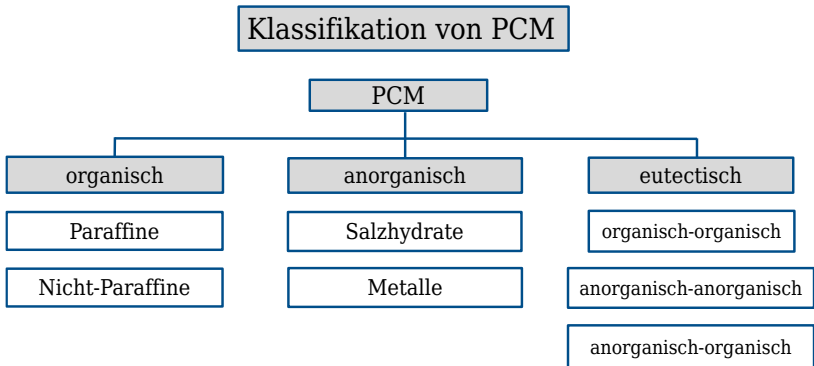 Klassifikation von PCM
PCM
organisch
anorganisch
eutectisch
Paraffine
Salzhydrate
organisch-organisch
Nicht-Paraffine
Metalle
anorganisch-anorganisch
anorganisch-organisch